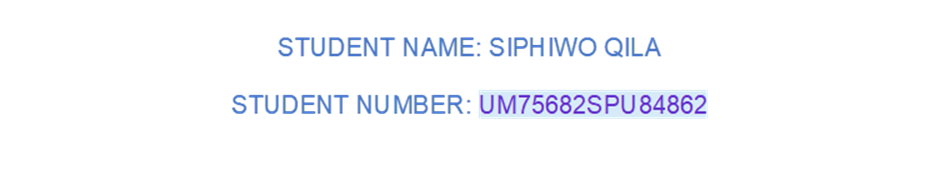 STUDENT NAME: SIPHIWO QILA
STUDENT NUMBER: UM75682SPU84862